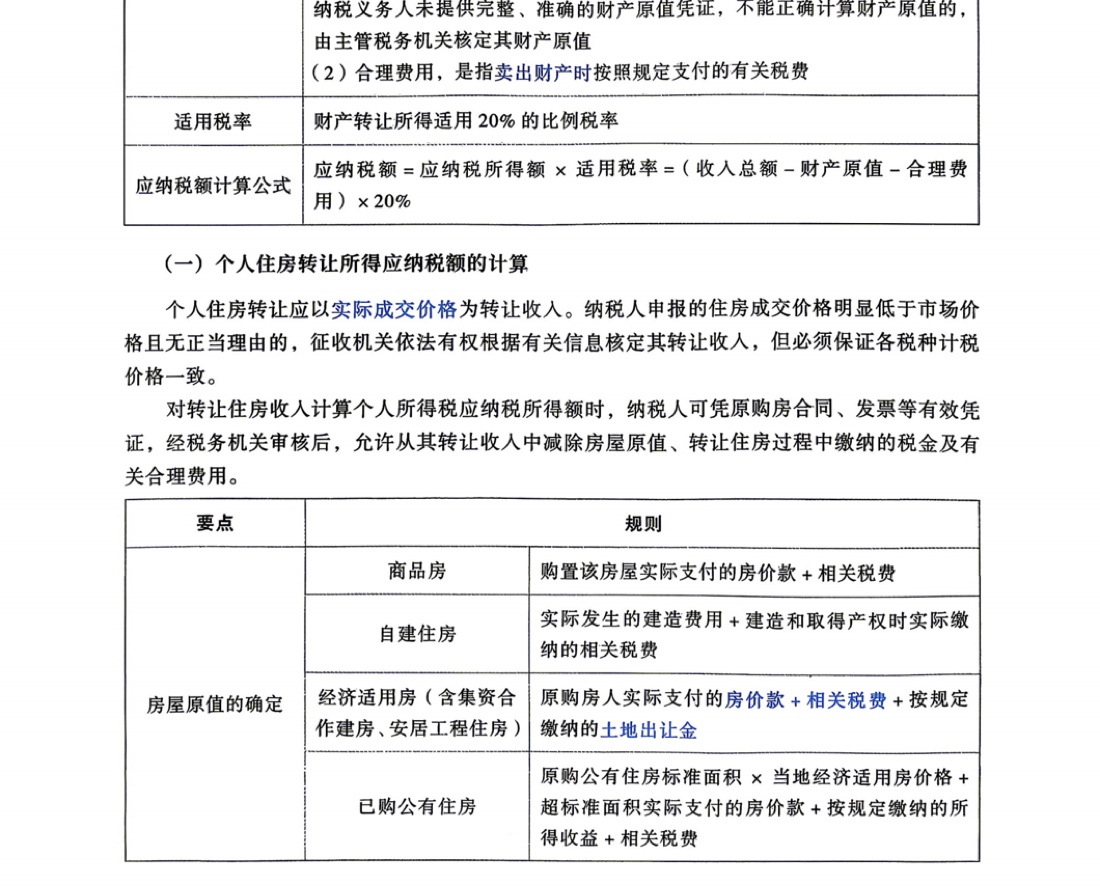 纳税义务人未提供完整、准确的财产原值凭证，不能正确计算财产原值的，
由主管税务机关核定其财产原值
（2）合理费用，是指卖出财产时按照规定支付的有关税费
适用税率
财产转让所得适用 20% 的比例税率
应纳税额计算公式
应纳税额 = 应纳税所得额 × 适用税率 =（收入总额 – 财产原值 – 合理费
用）× 20%
（一）个人住房转让所得应纳税额的计算
个人住房转让应以实际成交价格为转让收入。纳税人申报的住房成交价格明显低于市场价
格且无正当理由的，征收机关依法有权根据有关信息核定其转让收入，但必须保证各税种计税
价格一致。
对转让住房收入计算个人所得税应纳税所得额时，纳税人可凭原购房合同、发票等有效凭
证，经税务机关审核后，允许从其转让收入中减除房屋原值、转让住房过程中缴纳的税金及有
关合理费用。
要点
规则
房屋原值的确定
商品房
购置该房屋实际支付的房价款 + 相关税费
自建住房
实际发生的建造费用 + 建造和取得产权时实际缴
纳的相关税费
经济适用房（含集资合
作建房、安居工程住房）
原购房人实际支付的房价款 + 相关税费 + 按规定
缴纳的土地出让金
已购公有住房
原购公有住房标准面积 × 当地经济适用房价格 +
超标准面积实际支付的房价款 + 按规定缴纳的所
得收益 + 相关税费